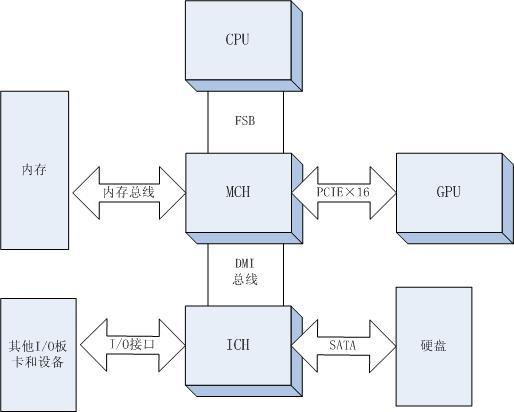 CPU
FSB
内存
内存总线
MCH
PCIE×16
GPU
DMI
总线
其他I/O板
卡和设备
I/O接口
ICH
SATA
硬盘